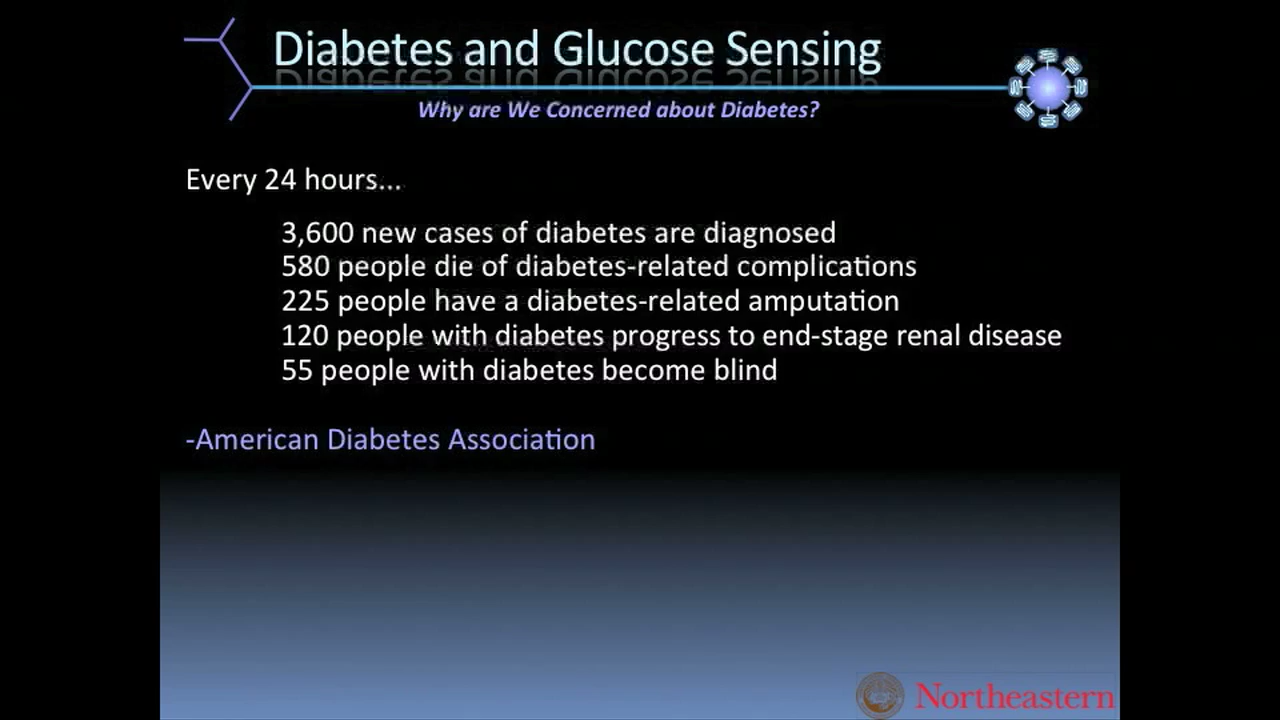 Diabetes and Glucose Sensing
Why are We Concerned about Diabetes?
Every 24 hours...
3,600 new cases of diabetes are diagnosed
580 people die of diabetes-related complications
225 people have a diabetes-related amputation
120 people with diabetes progress to end-stage renal disease
55 people with diabetes become blind
-American Diabetes Association
Northeastern